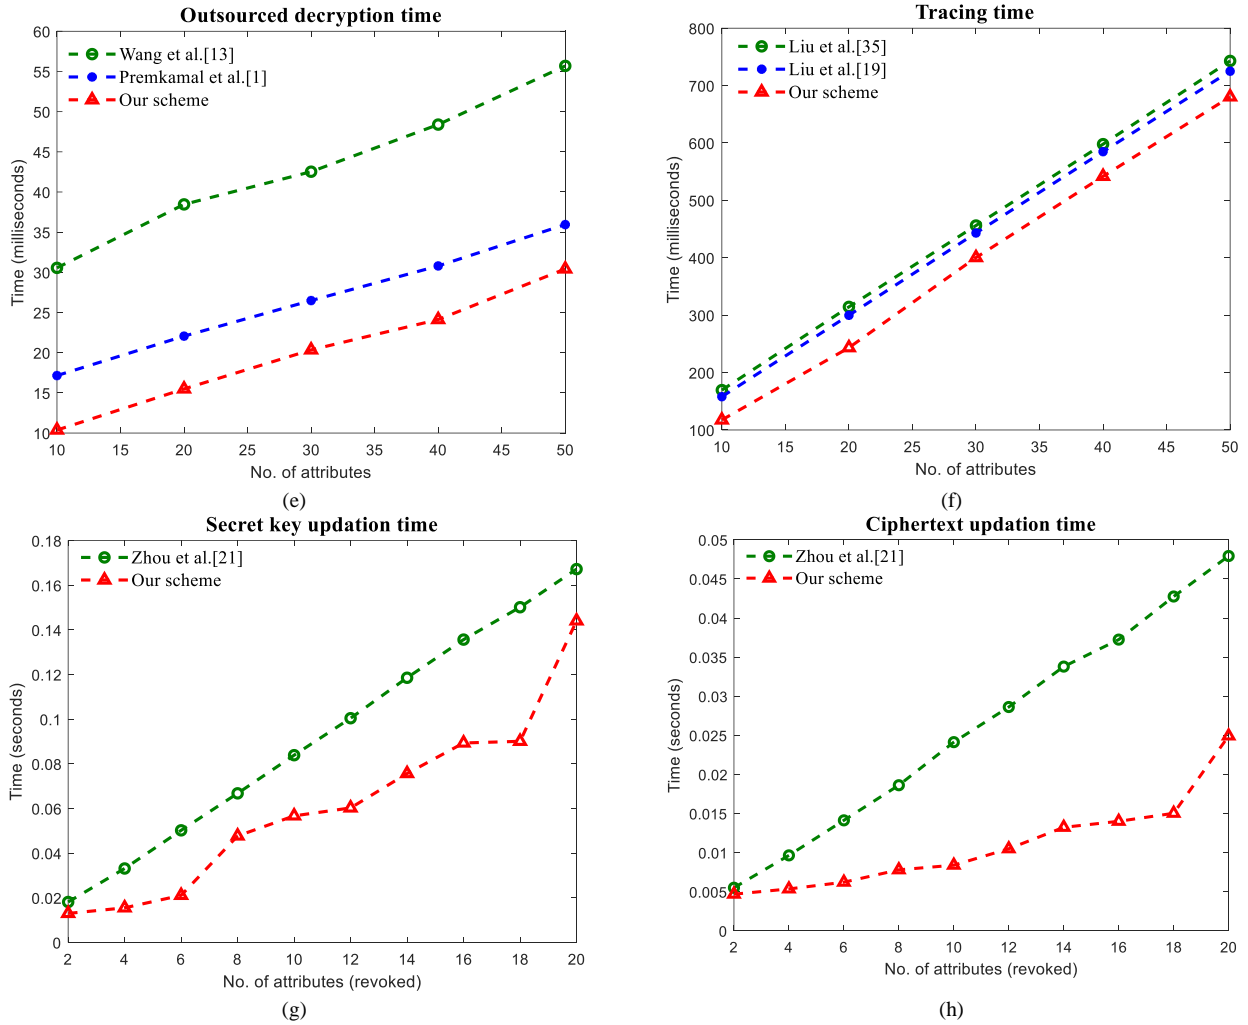 Outsourced decryption time
60
55
50
45
40
35
30
25
20
15
10
Time (milliseconds)
Wang et al.[13]
Premkamal et al.[1]
Our scheme
10 15 20 25 30 35 40 45 50
No. of attributes
(e)
Tracing time
800
700
600
500
400
300
200
100
Time (milliseconds)
Liu et al.[35]
Liu et al.[19]
Our scheme
10 15 20 25 30 35 40 45 50
No. of attributes
(f)
Secret key updation time
0.18
0.16
0.14
0.12
0.1
0.08
0.06
0.04
0.02
0
Time (seconds)
Zhou et al.[21]
Our scheme
2 4 6 8 10 12 14 16 18 20
No. of attributes (revoked)
(g)
Ciphertext updation time
0.05
0.045
0.04
0.035
0.03
0.025
0.02
0.015
0.01
0.005
0
Time (seconds)
Zhou et al.[21]
Our scheme
2 4 6 8 10 12 14 16 18 20
No. of attributes (revoked)
(h)